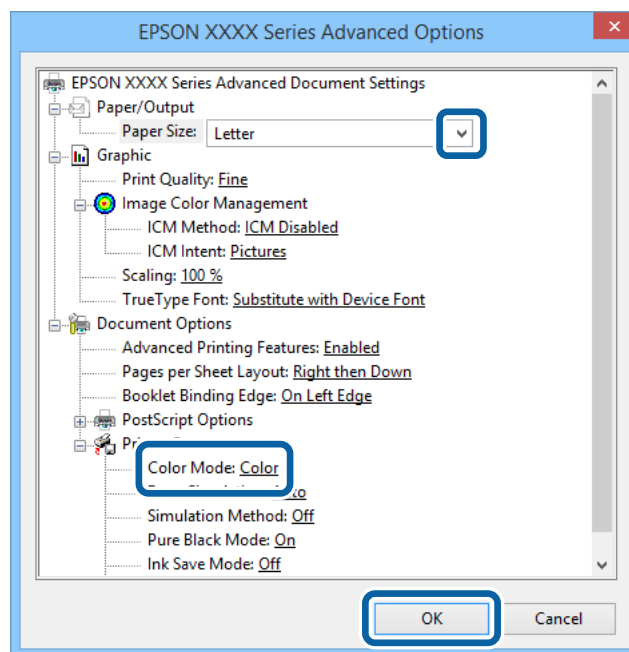 EPSON XXXX Series Advanced Options
EPSON XXXX Series Advanced Document Settings
Paper/Output
Paper Size: Letter
Graphic
Print Quality: Fine
Image Color Management
ICM Method: ICM Disabled
ICM Intent: Pictures
Scaling: 100 %
TrueType Font: Substitute with Device Font
Document Options
Advanced Printing Features: Enabled
Pages per Sheet Layout: Right then Down
Booklet Binding Edge: On Left Edge
PostScript Options
Color Mode: Color
Simulation Method: Off
Pure Black Mode: On
Ink Save Mode: Off
OK Cancel